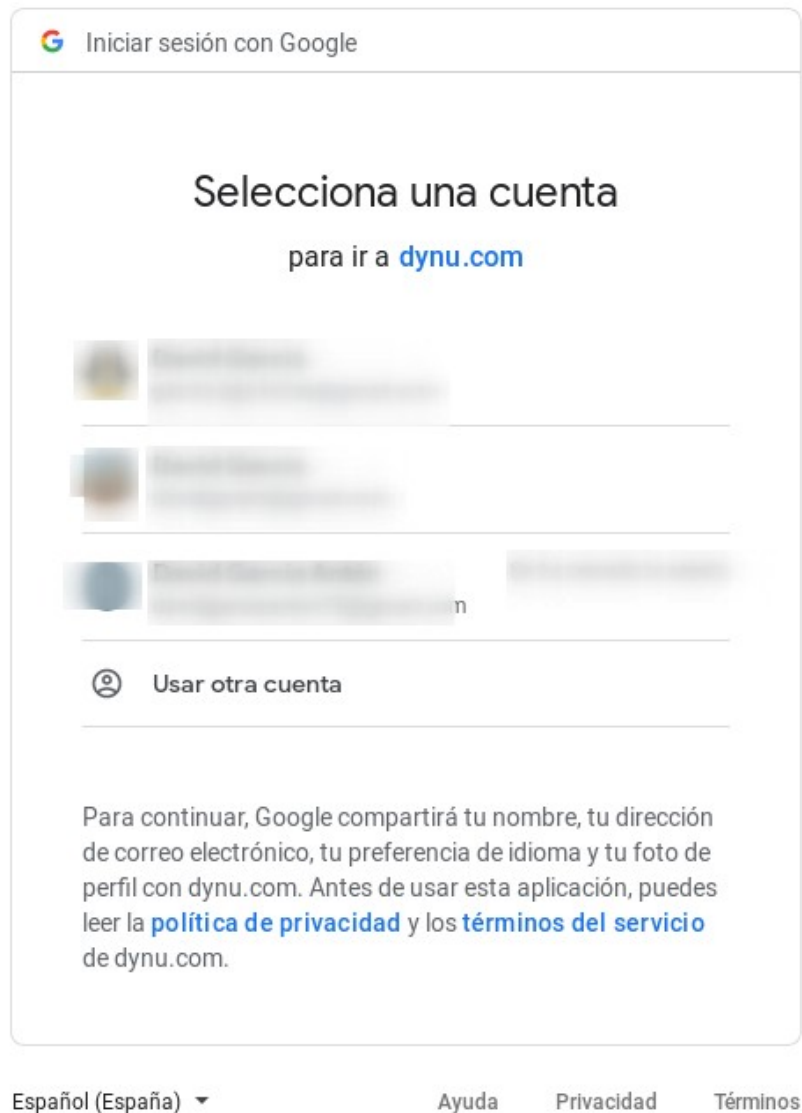 Iniciar sesión con Google
Selecciona una cuenta
para ir a dynu.com
m
Usar otra cuenta
Para continuar, Google compartirá tu nombre, tu dirección
de correo electrónico, tu preferencia de idioma y tu foto de
perfil con dynu.com. Antes de usar esta aplicación, puedes
leer la política de privacidad y los términos del servicio
de dynu.com.
Español (España)
Ayuda
Privacidad
Términos